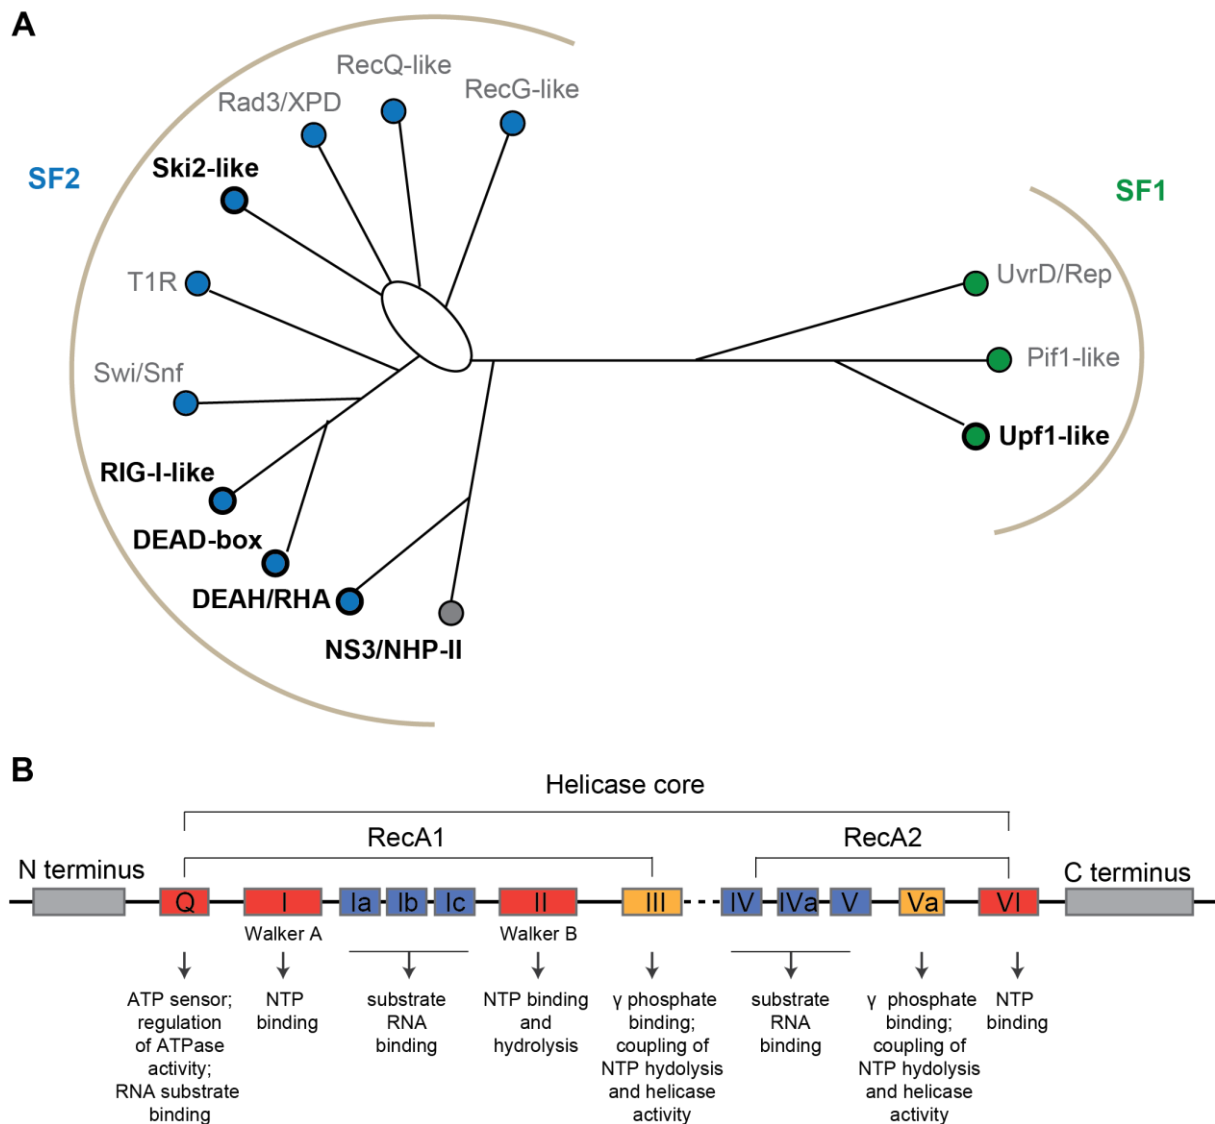 A
RecQ-like
RecG-like
Rad3/XPD
Ski2-like
SF2
SF1
T1R
UvrD/Rep
Pif1-like
Swi/Snf
Upf1-like
RIG-I-like
DEAD-box
DEAH/RHA
NS3/NHP-II
B
Helicase core
RecA1
RecA2
N terminus
C terminus
Q
I
Ia
Ib
Ic
II
III
IV
IVa
V
Va
VI
Walker A
Walker B
ATP sensor;
regulation
of ATPase
activity;
RNA substrate
binding
NTP
binding
substrate
RNA
binding
NTP binding
and
hydrolysis
γ phosphate
binding;
coupling of
NTP hydolysis
and helicase
activity
substrate
RNA
binding
γ phosphate
binding;
coupling of
NTP hydolysis
and helicase
activity
NTP
binding